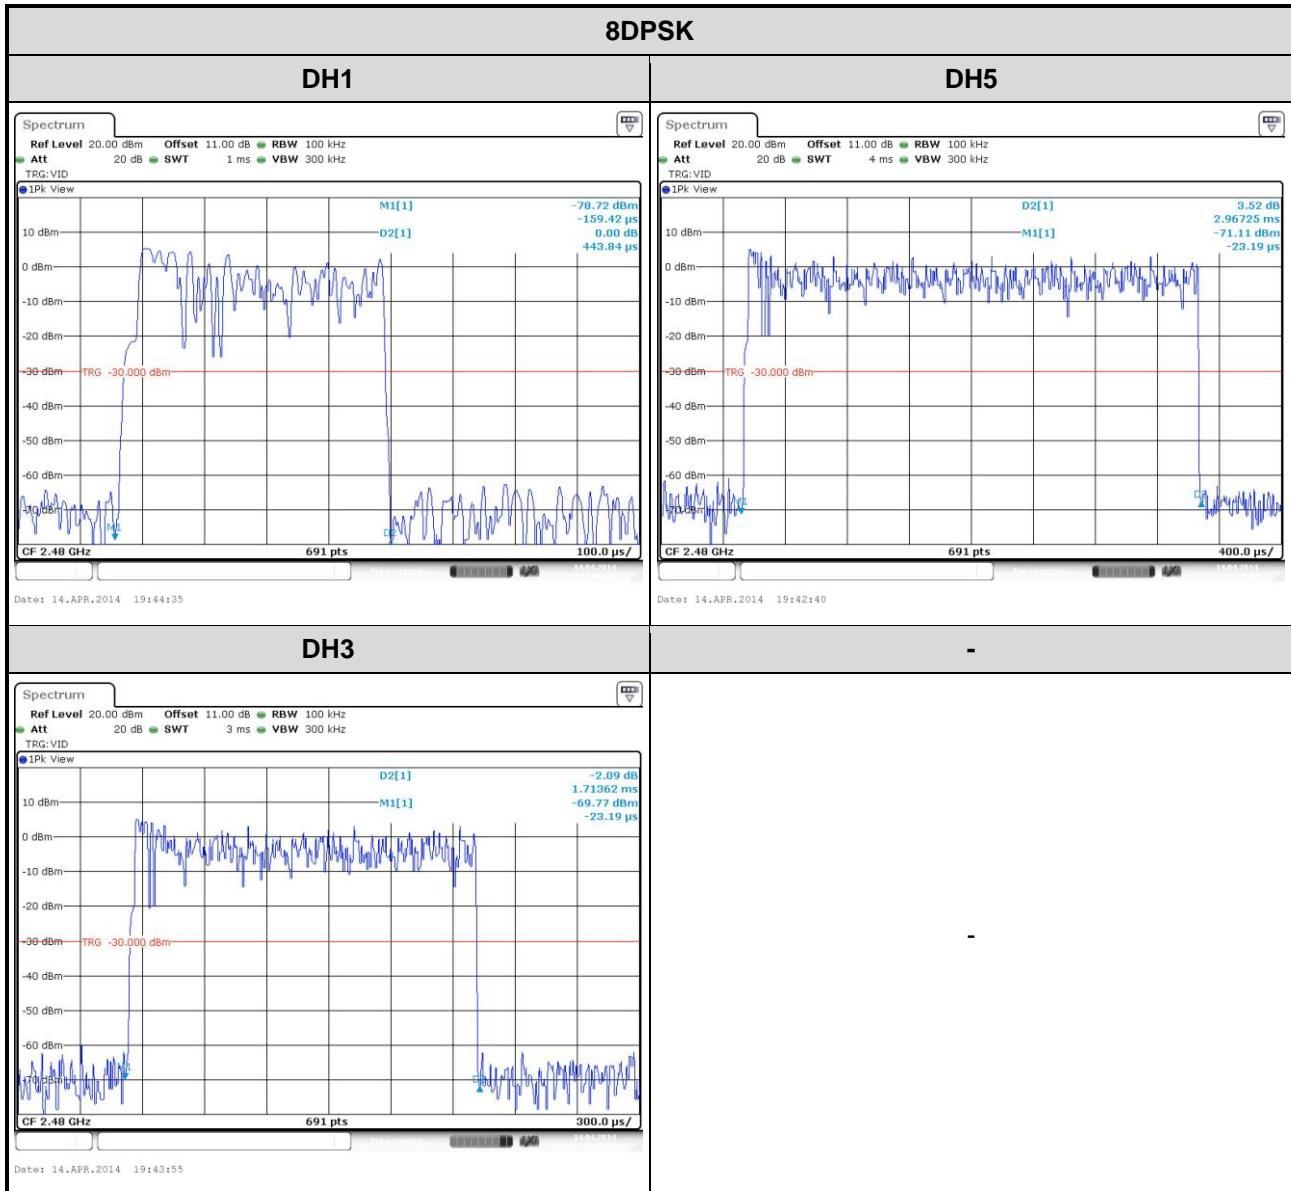 8DPSK
DH1
DH5
Spectrum
Ref Level 20.00 dBm Offset 11.00 dB RBW 100 kHz
Att 20 dB SWT 1 ms VBW 300 kHz
TRG:VID
1Pk View
M1[1] -78.72 dBm
-159.42 µs
D2[1] 0.00 dB
443.84 µs
10 dBm
0 dBm
-10 dBm
-20 dBm
-30 dBm TRG -30.000 dBm
-40 dBm
-50 dBm
-60 dBm
-70 dBm
M1
D2
CF 2.48 GHz 691 pts 100.0 µs/
Date: 14.APR.2014 19:44:35
Spectrum
Ref Level 20.00 dBm Offset 11.00 dB RBW 100 kHz
Att 20 dB SWT 4 ms VBW 300 kHz
TRG:VID
1Pk View
D2[1] 3.52 dB
2.96725 ms
M1[1] -71.11 dBm
-23.19 µs
10 dBm
0 dBm
-10 dBm
-20 dBm
-30 dBm TRG -30.000 dBm
-40 dBm
-50 dBm
-60 dBm
-70 dBm
M1
D2
CF 2.48 GHz 691 pts 400.0 µs/
Date: 14.APR.2014 19:42:40
DH3
-
Spectrum
Ref Level 20.00 dBm Offset 11.00 dB RBW 100 kHz
Att 20 dB SWT 3 ms VBW 300 kHz
TRG:VID
1Pk View
D2[1] -2.09 dB
1.71362 ms
M1[1] -69.77 dBm
-23.19 µs
10 dBm
0 dBm
-10 dBm
-20 dBm
-30 dBm TRG -30.000 dBm
-40 dBm
-50 dBm
-60 dBm
-70 dBm
M1
D2
CF 2.48 GHz 691 pts 300.0 µs/
Date: 14.APR.2014 19:43:55
-